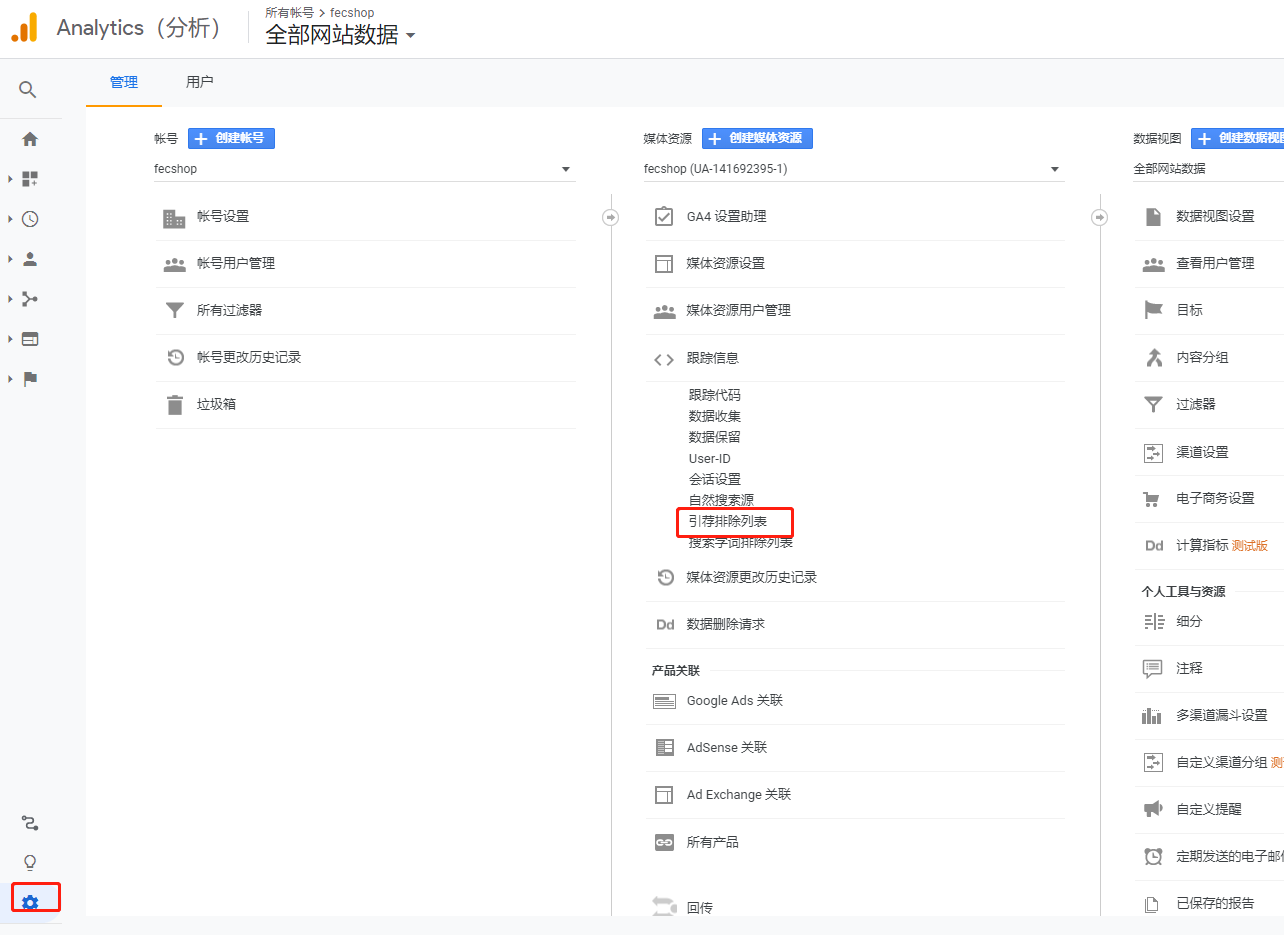 Analytics（分析）
所有帐号 > fecshop
全部网站数据
管理
用户
帐号
创建帐号
fecshop
帐号设置
帐号用户管理
所有过滤器
帐号更改历史记录
垃圾箱
媒体资源
创建媒体资源
fecshop (UA-141692395-1)
GA4 设置助理
媒体资源设置
媒体资源用户管理
跟踪信息
跟踪代码
数据收集
数据保留
User-ID
会话设置
自然搜索源
引荐排除列表
搜索字词排除列表
媒体资源更改历史记录
Dd 数据删除请求
产品关联
Google Ads 关联
AdSense 关联
Ad Exchange 关联
所有产品
回传
数据视图
创建数据视图
全部网站数据
数据视图设置
查看用户管理
目标
内容分组
过滤器
渠道设置
电子商务设置
Dd 计算指标 测试版
个人工具与资源
细分
注释
多渠道漏斗设置
自定义渠道分组 测
自定义提醒
定期发送的电子邮
已保存的报告